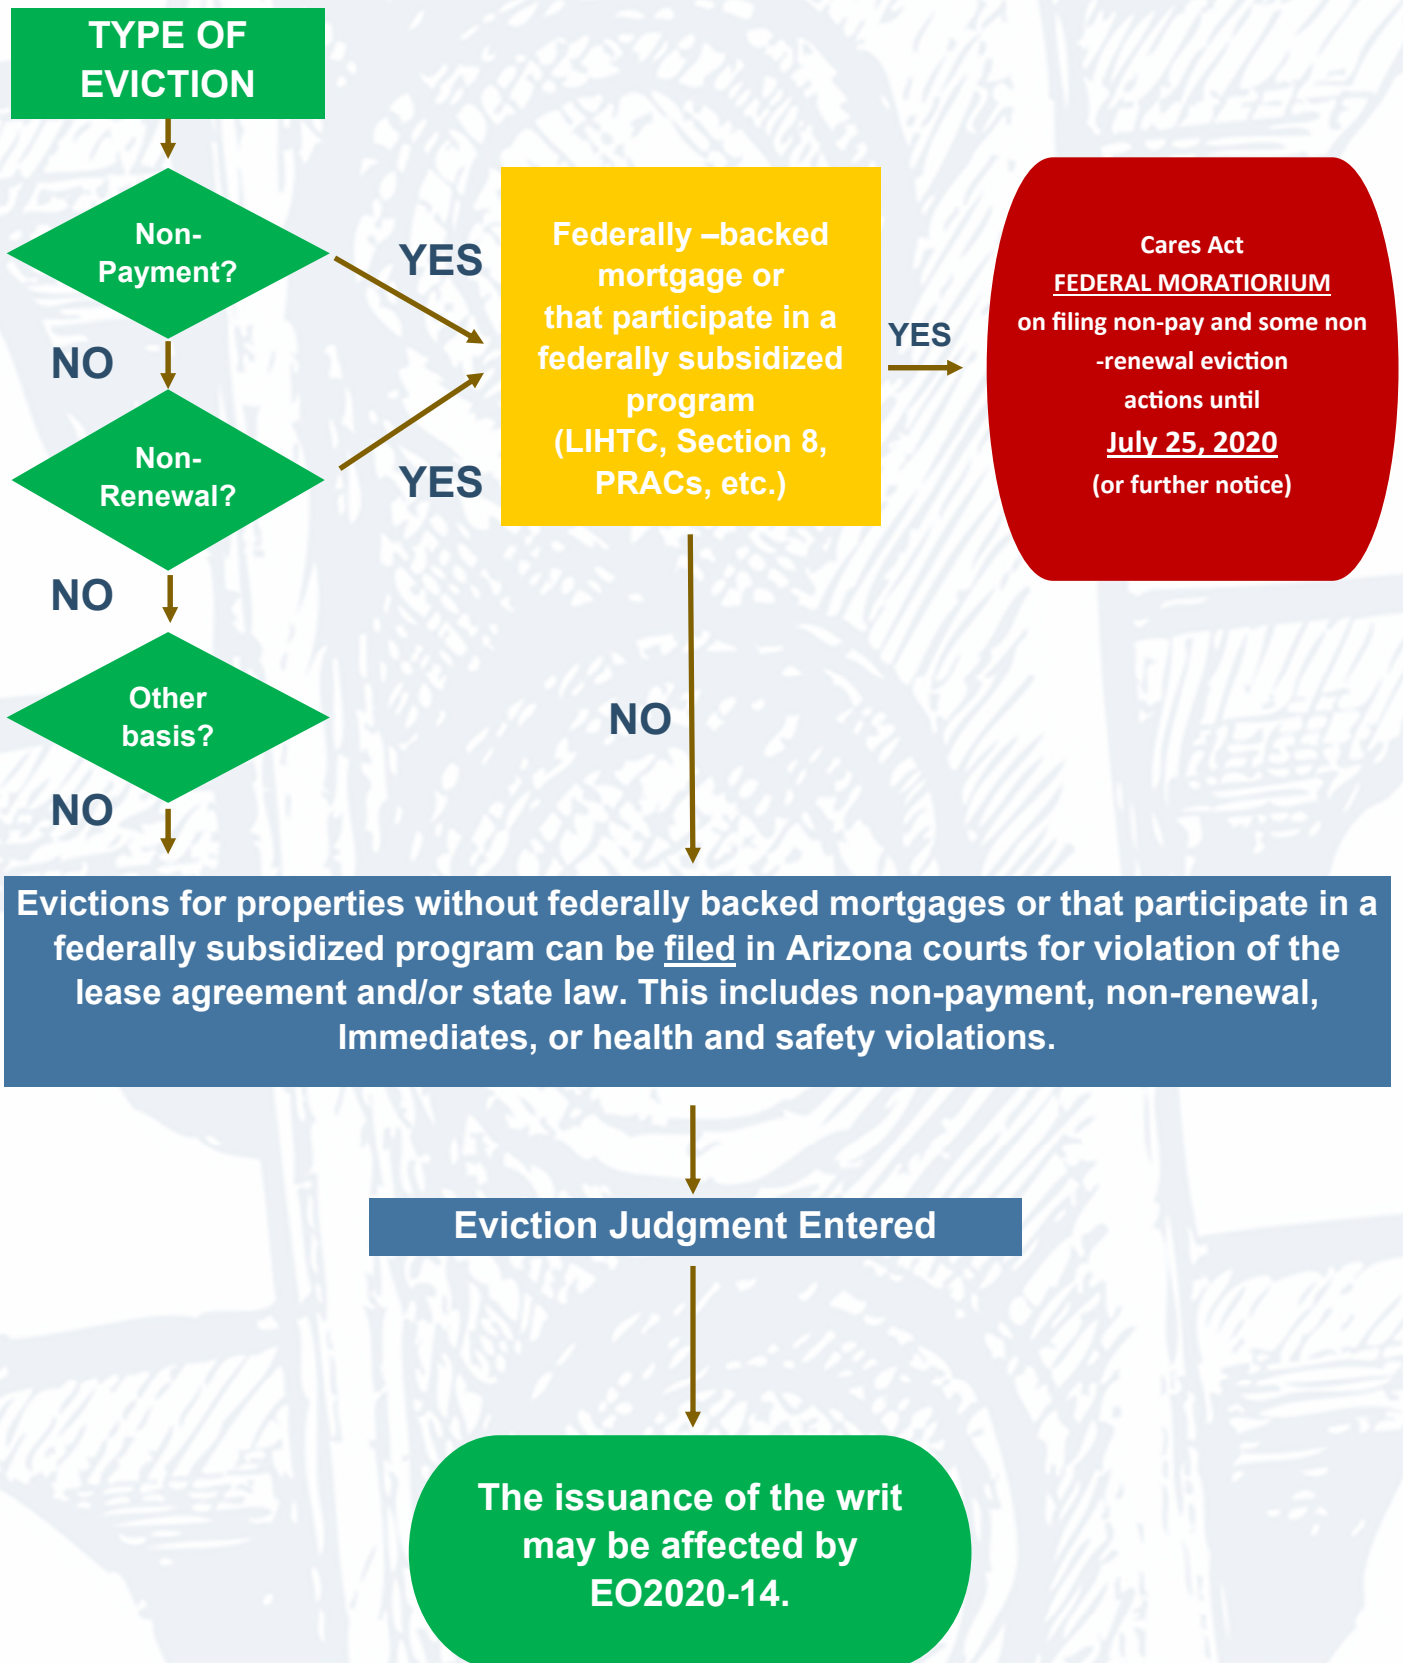 TYPE OF
EVICTION
Non-
Payment?
YES
NO
Non-
Renewal?
YES
NO
Other
basis?
NO
Federally –backed
mortgage or
that participate in a
federally subsidized
program
(LIHTC, Section 8,
PRACs, etc.)
YES
NO
Cares Act
FEDERAL MORATIORIUM
on filing non-pay and some non
-renewal eviction
actions until
July 25, 2020
(or further notice)
Evictions for properties without federally backed mortgages or that participate in a
federally subsidized program can be filed in Arizona courts for violation of the
lease agreement and/or state law. This includes non-payment, non-renewal,
Immediates, or health and safety violations.
Eviction Judgment Entered
The issuance of the writ
may be affected by
EO2020-14.